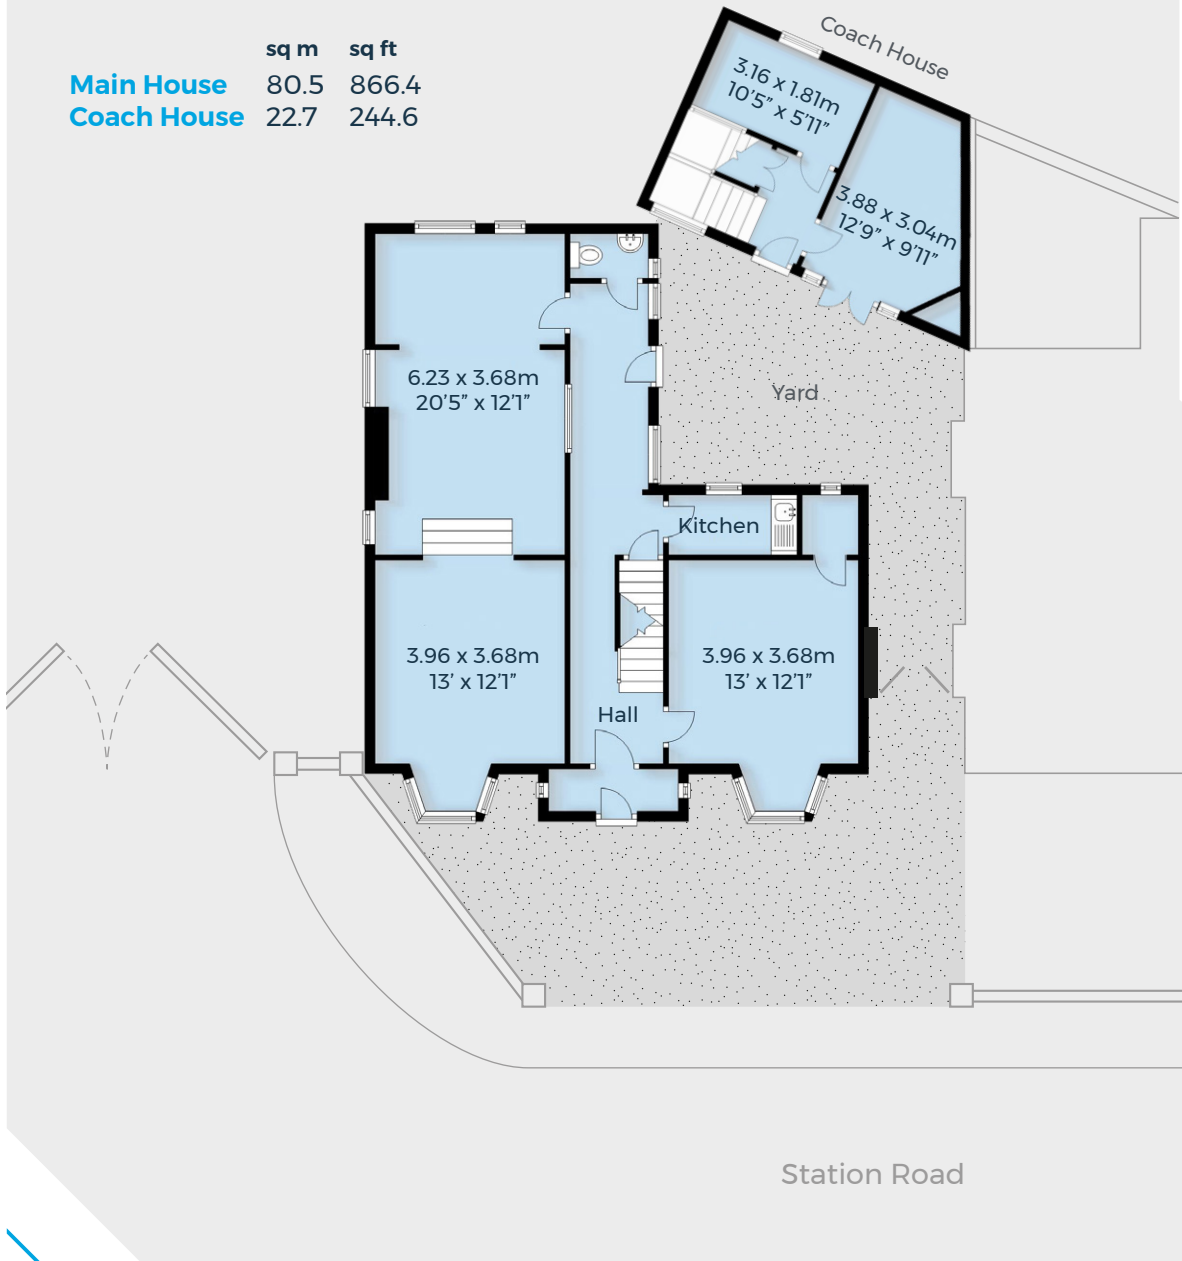 sq m sq ft
Main House 80.5 866.4
Coach House 22.7 244.6
Coach House
3.16 x 1.81m
10’5” x 5’11”
3.88 x 3.04m
12’9” x 9’11”
6.23 x 3.68m
20’5” x 12’1”
Yard
Kitchen
3.96 x 3.68m
13’ x 12’1”
3.96 x 3.68m
13’ x 12’1”
Hall
Station Road